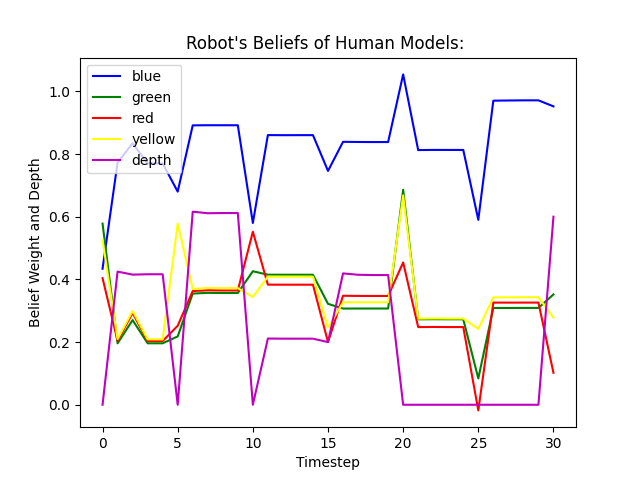 Robot's Beliefs of Human Models:
blue
green
red
yellow
depth
Belief Weight and Depth
1.0
0.8
0.6
0.4
0.2
0.0
0 5 10 15 20 25 30
Timestep